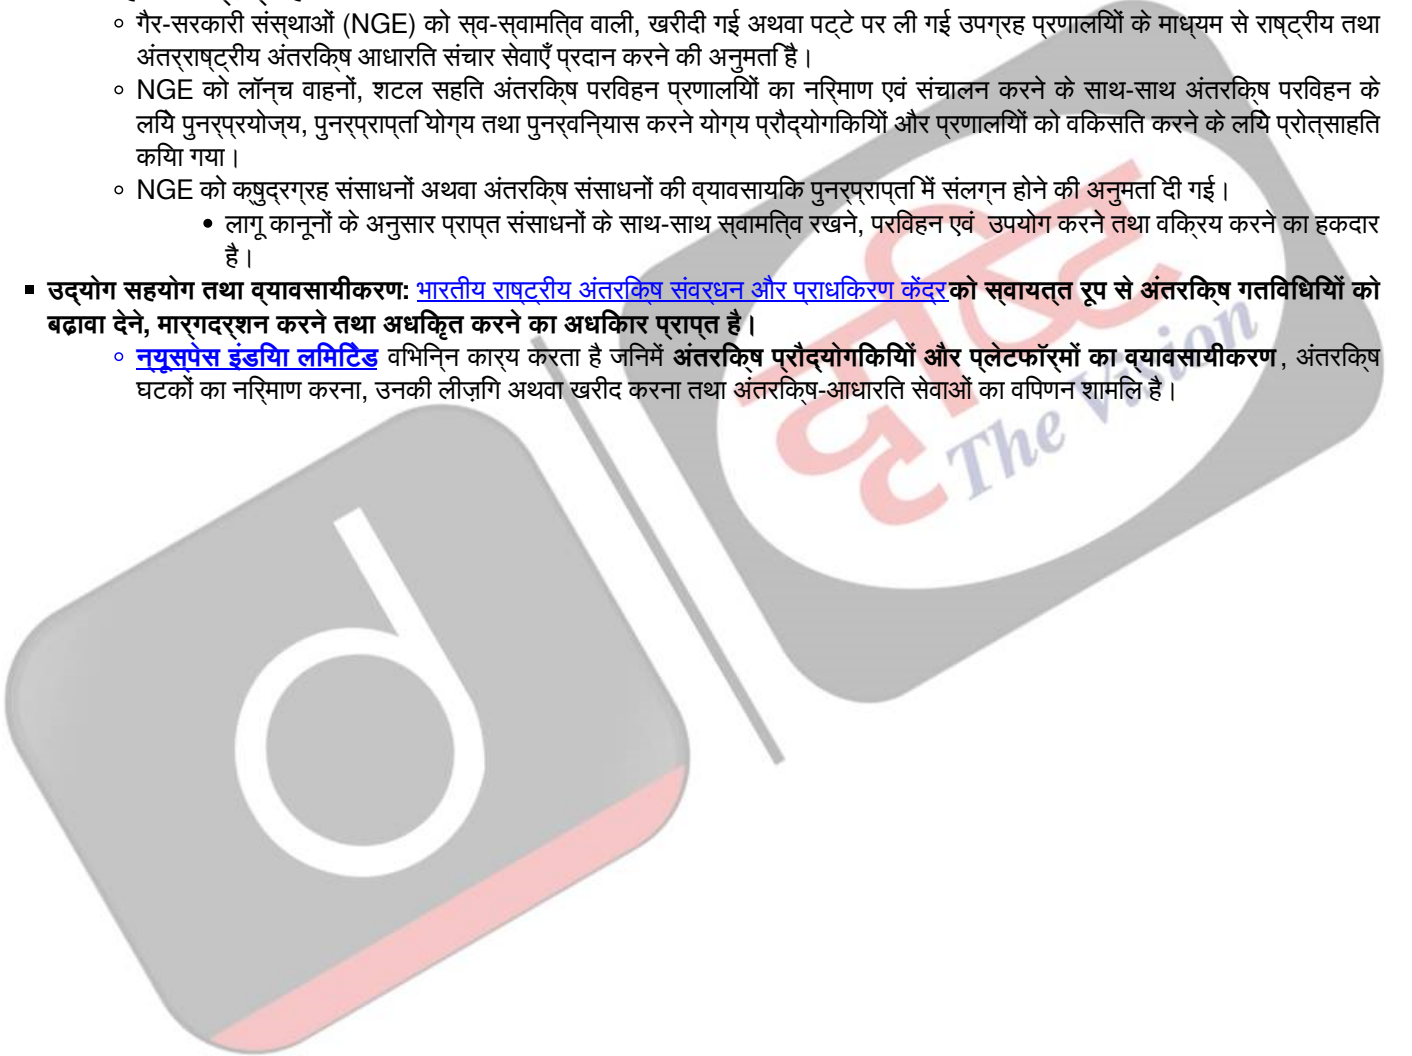 गैर-सरकारी संस्थाओं (NGE) को स्व-स्वामित्व वाली, खरीदी गई अथवा पट्टे पर ली गई उपग्रह प्रणालियों के माध्यम से राष्ट्रीय तथा
अंतर्राष्ट्रीय अंतरिक्ष आधारित संचार सेवाएँ प्रदान करने की अनुमति है।
NGE को लॉन्च वाहनों, शटल सहित अंतरिक्ष परिवहन प्रणालियों का निर्माण एवं संचालन करने के साथ-साथ अंतरिक्ष परिवहन के
लिये पुनर्प्रयोज्य, पुनर्प्राप्ति योग्य तथा पुनर्विन्यास करने योग्य प्रौद्योगिकियों और प्रणालियों को विकसित करने के लिये प्रोत्साहित
किया गया।
NGE को क्षुद्रग्रह संसाधनों अथवा अंतरिक्ष संसाधनों की व्यावसायिक पुनर्प्राप्ति में संलग्न होने की अनुमति दी गई।
लागू कानूनों के अनुसार प्राप्त संसाधनों के साथ-साथ स्वामित्व रखने, परिवहन एवं उपयोग करने तथा विक्रय करने का हकदार
है।
उद्योग सहयोग तथा व्यावसायीकरण: भारतीय राष्ट्रीय अंतरिक्ष संवर्धन और प्राधिकरण केंद्र को स्वायत्त रूप से अंतरिक्ष गतिविधियों को
बढ़ावा देने, मार्गदर्शन करने तथा अधिकृत करने का अधिकार प्राप्त है।
न्यूस्पेस इंडिया लिमिटेड विभिन्न कार्य करता है जिनमें अंतरिक्ष प्रौद्योगिकियों और प्लेटफॉर्मों का व्यावसायीकरण, अंतरिक्ष
घटकों का निर्माण करना, उनकी लीज़िंग अथवा खरीद करना तथा अंतरिक्ष-आधारित सेवाओं का विपणन शामिल है।
दृष्टि
The Vision